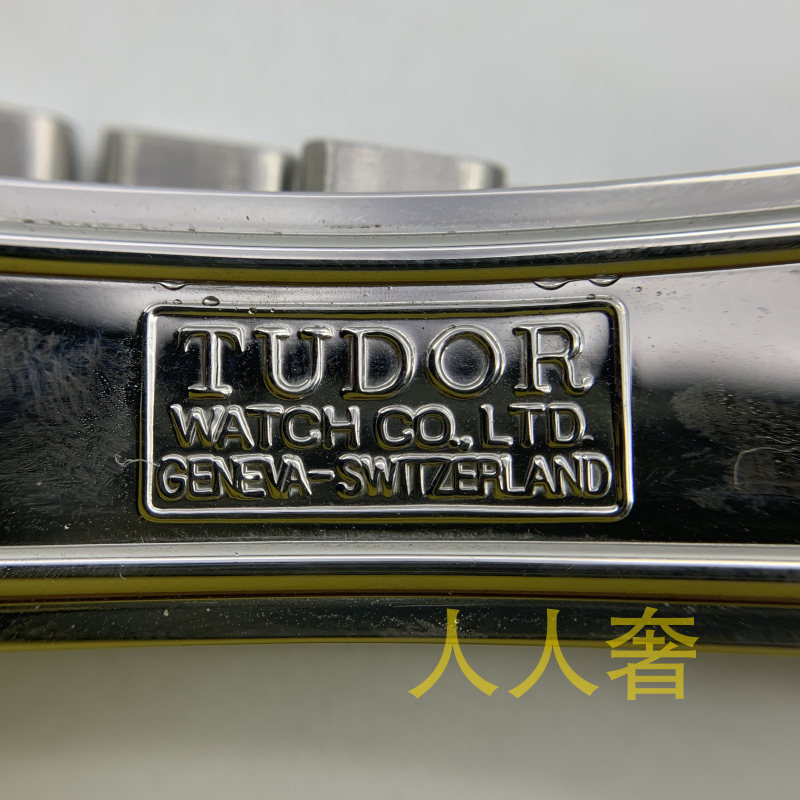 TUDOR
WATCH CO., LTD.
GENEVA-SWITZERLAND
人人奢